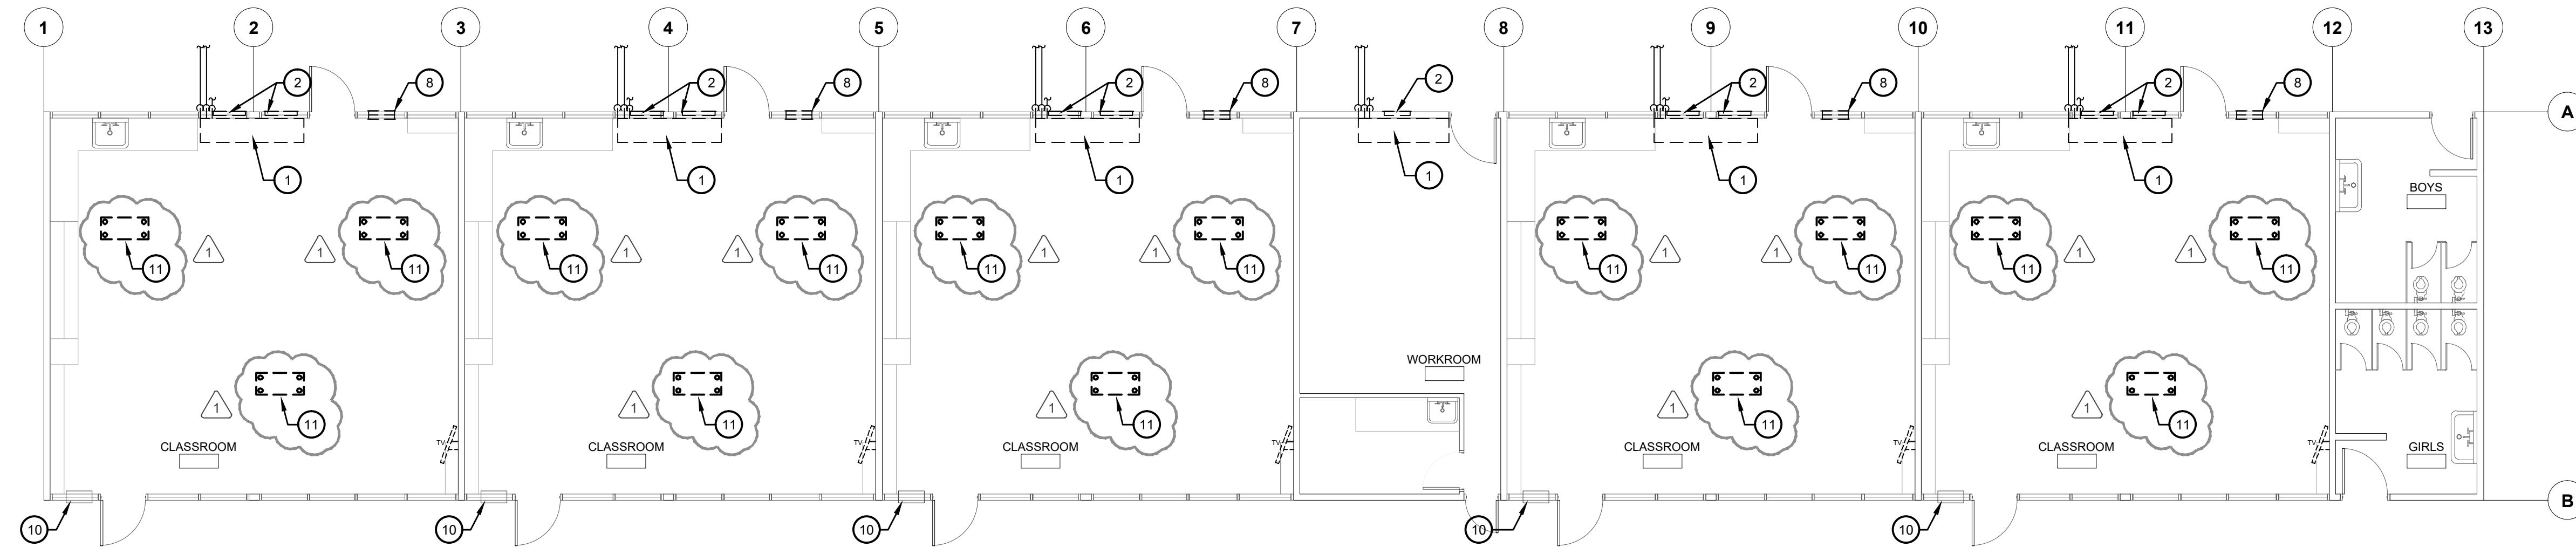 1 2 3 4 5 6 7 8 9 10 11 12 13
2 8 2 8 2 8 2 2 8 2 8
A
1 1 1 1 1 1
BOYS
1 1 1 1 1 1 1 1 1 1
11 11 11 11 11 11 11 11 11 11
WORKROOM
1 1 1 1 1
11 11 11 11 11
TV TV TV TV TV
CLASSROOM CLASSROOM CLASSROOM CLASSROOM CLASSROOM GIRLS
B
10 10 10 10 10